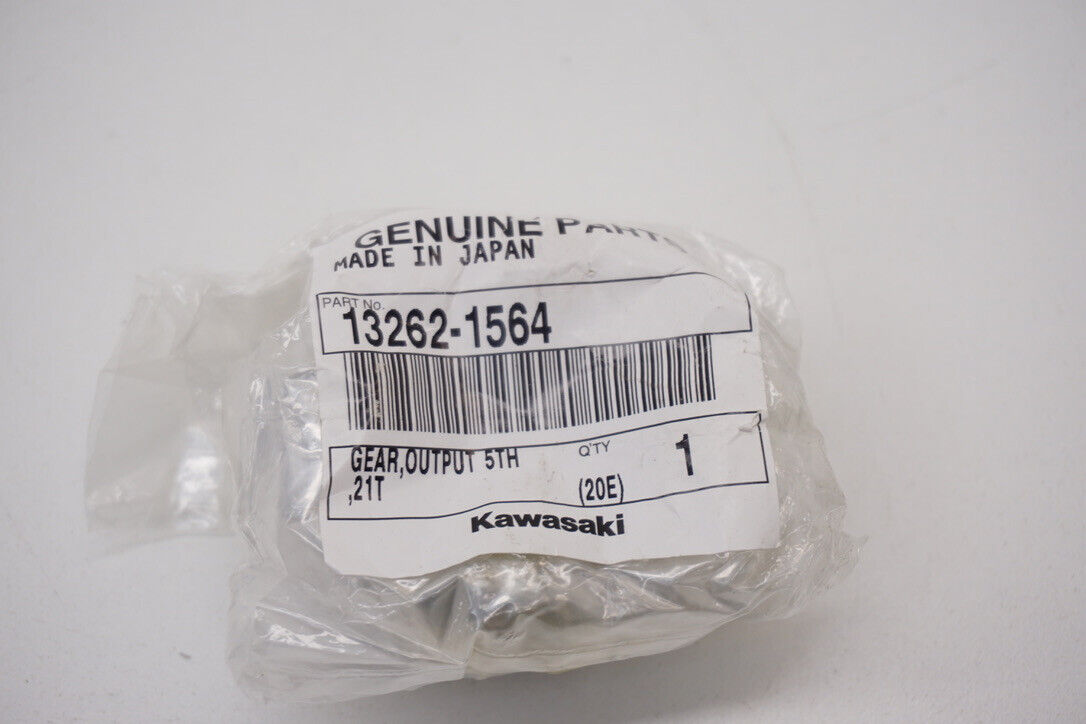 GENUINE PARTS
MADE IN JAPAN
PART No.
13262-1564
GEAR,OUTPUT 5TH
,21T
Q'TY
(20E)
1
Kawasaki